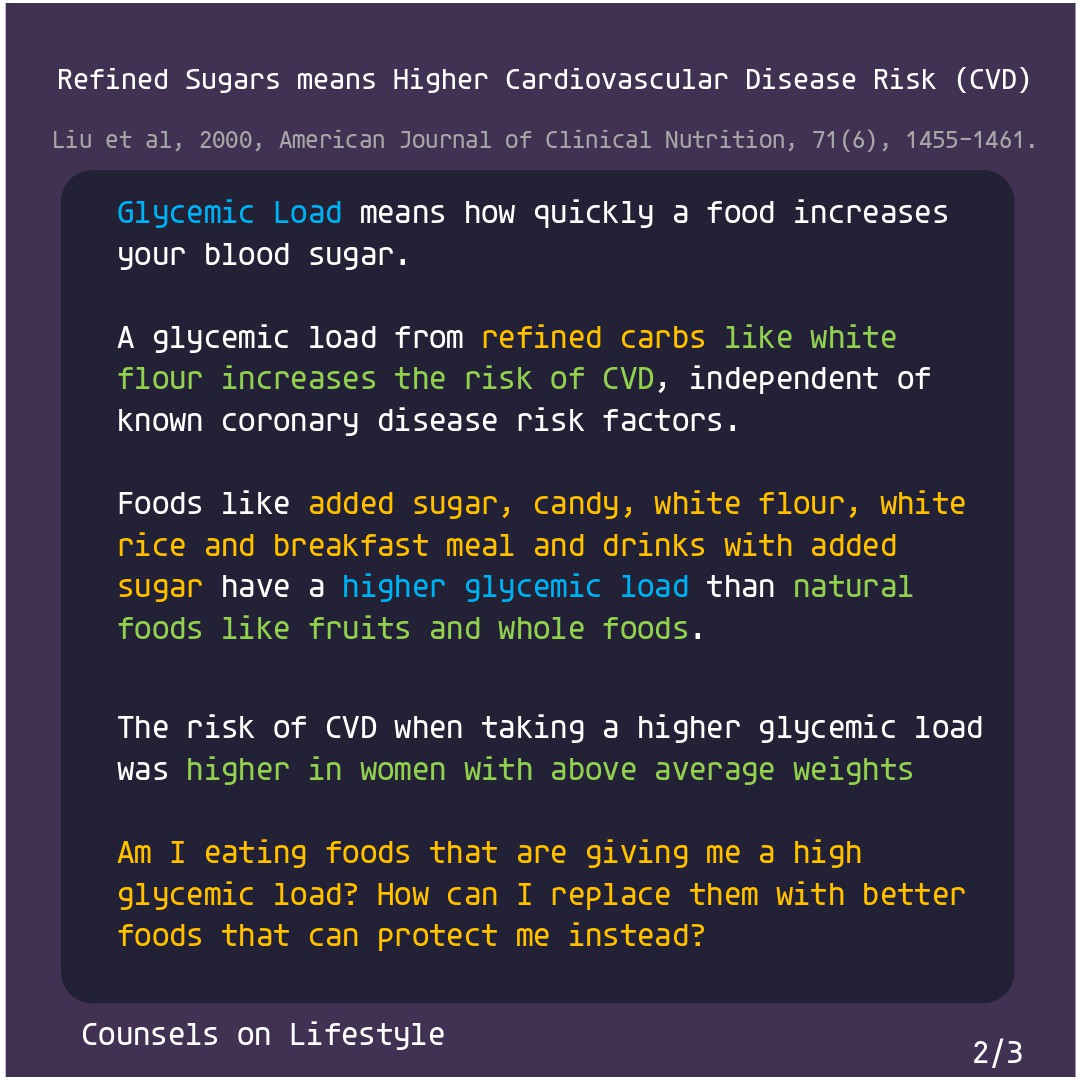 Refined Sugars means Higher Cardiovascular Disease Risk (CVD)
Liu et al, 2000, American Journal of Clinical Nutrition, 71(6), 1455-1461.
Glycemic Load means how quickly a food increases
your blood sugar.
A glycemic load from refined carbs like white
flour increases the risk of CVD, independent of
known coronary disease risk factors.
Foods like added sugar, candy, white flour, white
rice and breakfast meal and drinks with added
sugar have a higher glycemic load than natural
foods like fruits and whole foods.
The risk of CVD when taking a higher glycemic load
was higher in women with above average weights
Am I eating foods that are giving me a high
glycemic load? How can I replace them with better
foods that can protect me instead?
Counsels on Lifestyle
2/3